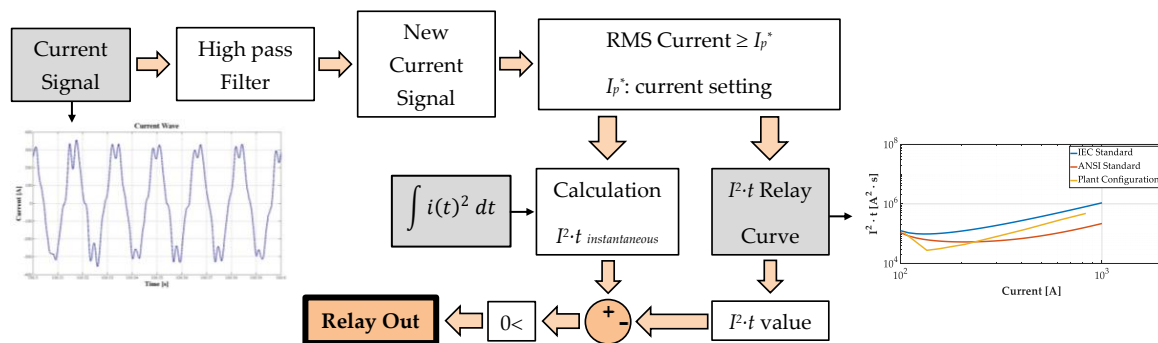 Current
Signal
High pass
Filter
New
Current
Signal
RMS Current ≥ Ip*
Ip*: current setting
Current Wave
Current [A]
Time [s]
∫ i(t)² dt
Calculation
I²·t instantaneous
I²·t Relay
Curve
10⁸
10⁶
10⁴
I² · t [A² · s]
IEC Standard
ANSI Standard
Plant Configuration
10²
10³
Current [A]
Relay Out
0<
+
-
I²·t value